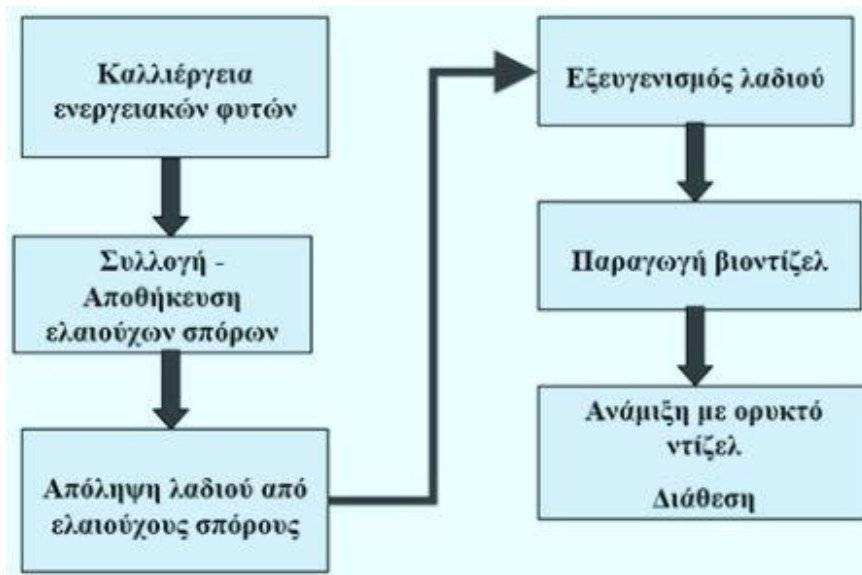 Καλλιέργεια
ενεργειακών φυτών
Συλλογή -
Αποθήκευση
ελαιούχων σπόρων
Απόληψη λαδιού από
ελαιούχους σπόρους
Εξευγενισμός λαδιού
Παραγωγή βιοντίζελ
Ανάμιξη με ορυκτό
ντίζελ
Διάθεση